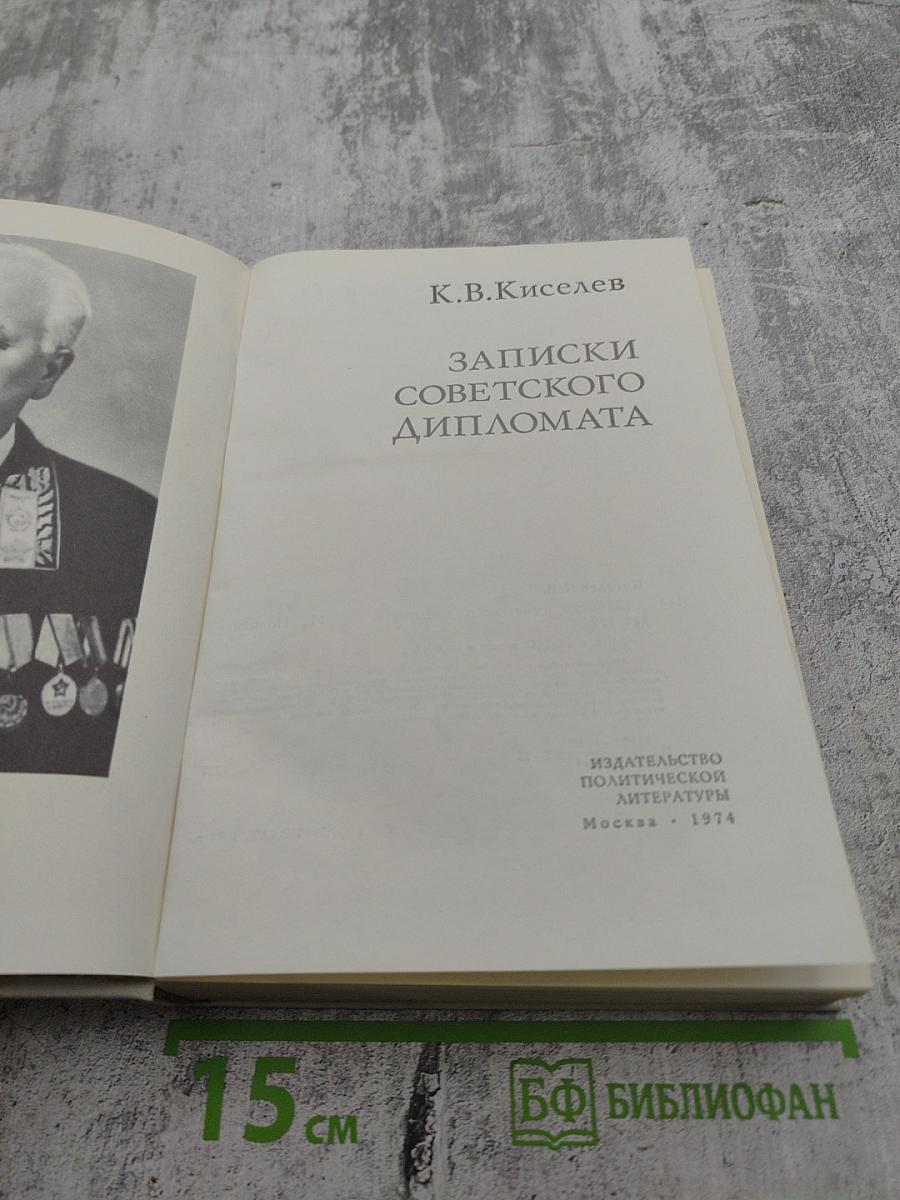 К.В.Киселев
ЗАПИСКИ
СОВЕТСКОГО
ДИПЛОМАТА
ИЗДАТЕЛЬСТВО
ПОЛИТИЧЕСКОЙ
ЛИТЕРАТУРЫ
Москва • 1974
15 см
БФ БИБЛИОФАН